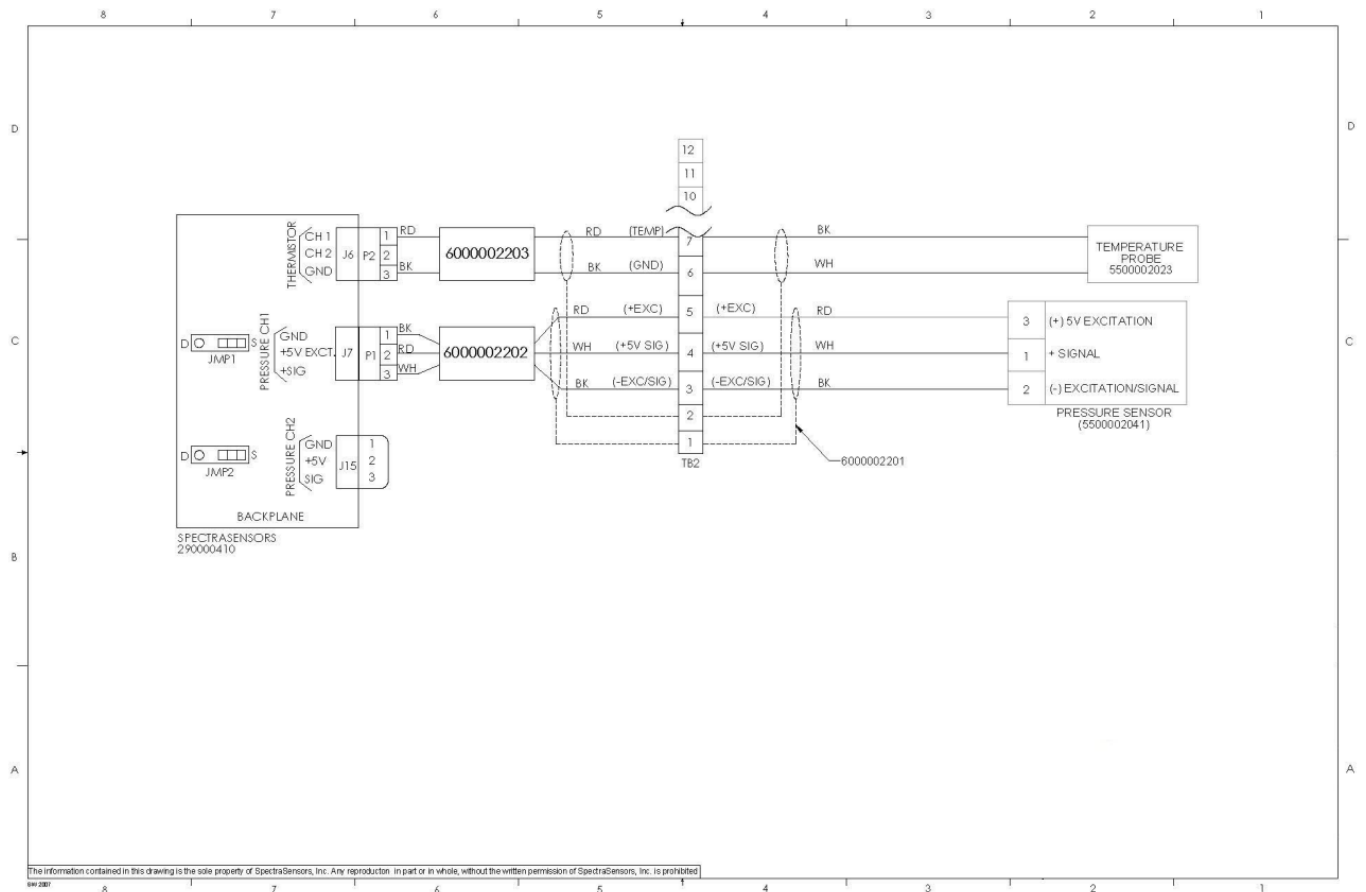 8 7 6 5 4 3 2 1
D D
12
11
10
THERMISTOR
CH 1
CH 2
GND
J6
P2
1
2
3
RD
BK
6000002203
RD (TEMP)
BK (GND)
7
6
BK
WH
TEMPERATURE
PROBE
5500002023
C C
D S
JMP1
PRESSURE CH1
GND
+5V EXCT.
+SIG
J7
P1
1
2
3
BK
RD
WH
6000002202
RD (+EXC) 5 (+EXC) RD
WH (+5V SIG) 4 (+5V SIG) WH
BK (-EXC/SIG) 3 (-EXC/SIG) BK
2
1
TB2
3 (+) 5V EXCITATION
1 + SIGNAL
2 (-) EXCITATION/SIGNAL
PRESSURE SENSOR
(5500002041)
6000002201
D S
JMP2
PRESSURE CH2
GND
+5V
SIG
J15
1
2
3
BACKPLANE
SPECTRASENSORS
290000410
B
A A
The information contained in this drawing is the sole property of SpectraSensors, Inc. Any reproducton in part or in whole, without the written permission of SpectraSensors, Inc. is prohibited
8 7 6 5 4 3 2 1